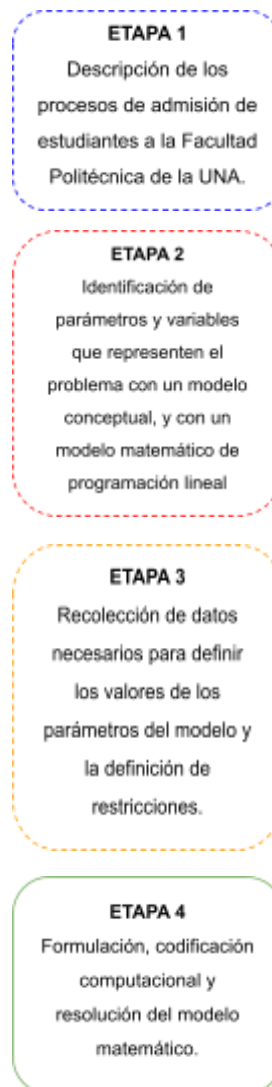 ETAPA 1
Descripción de los
procesos de admisión de
estudiantes a la Facultad
Politécnica de la UNA.
ETAPA 2
Identificación de
parámetros y variables
que representen el
problema con un modelo
conceptual, y con un
modelo matemático de
programación lineal
ETAPA 3
Recolección de datos
necesarios para definir
los valores de los
parámetros del modelo y
la definición de
restricciones.
ETAPA 4
Formulación, codificación
computacional y
resolución del modelo
matemático.